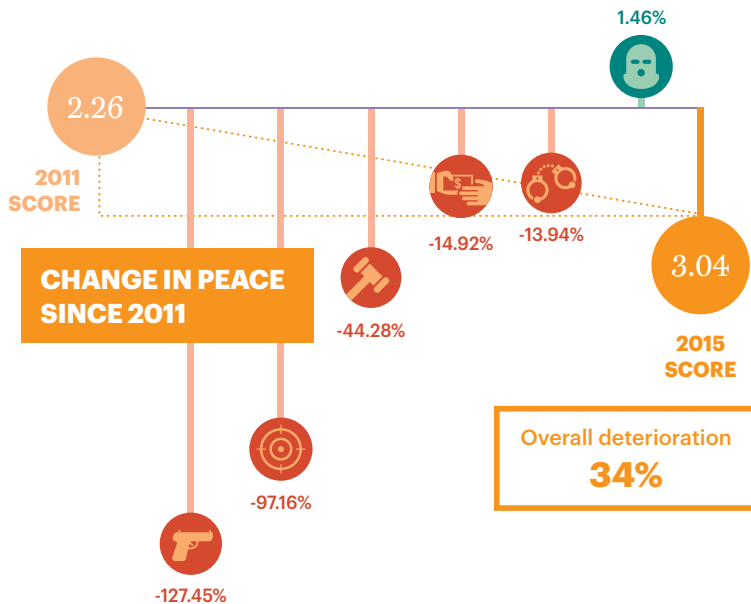 1.46%
2.26
2011
SCORE
$
-14.92%
-13.94%
CHANGE IN PEACE
SINCE 2011
3.04
-44.28%
2015
SCORE
Overall deterioration
34%
-97.16%
-127.45%